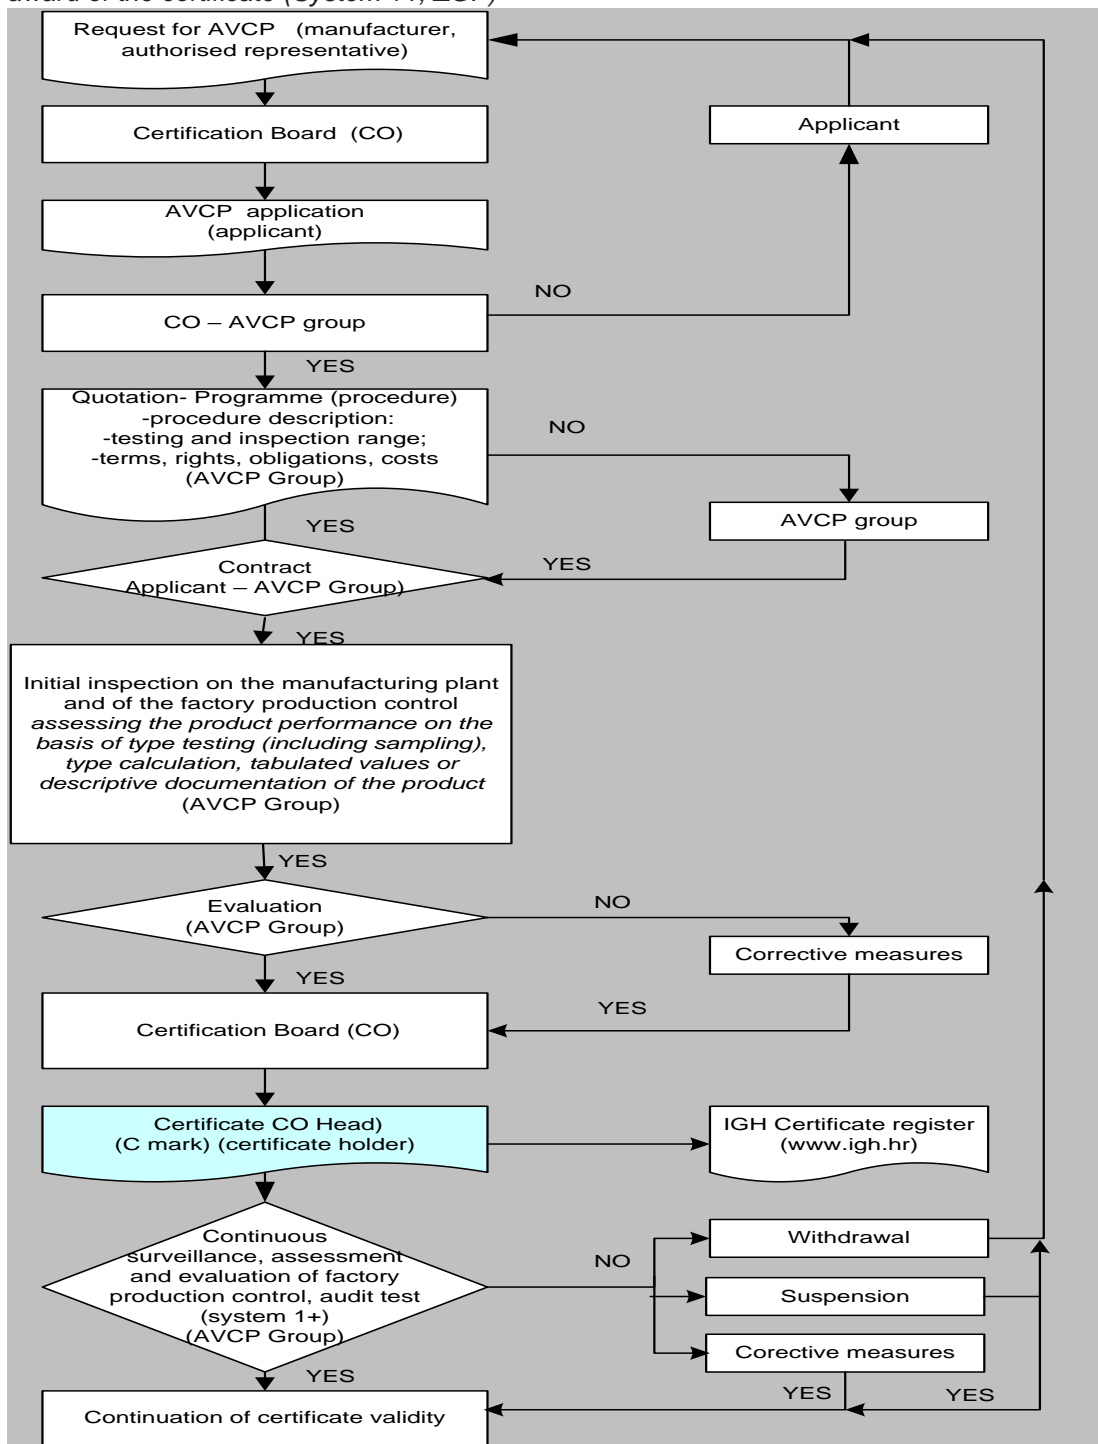 award of the certificate (System 1+, ZGP)
Request for AVCP (manufacturer,
authorised representative)
Certification Board (CO)
Applicant
AVCP application
(applicant)
NO
CO – AVCP group
YES
Quotation- Programme (procedure)
-procedure description:
-testing and inspection range;
-terms, rights, obligations, costs
(AVCP Group)
NO
YES
AVCP group
Contract
Applicant – AVCP Group)
YES
YES
Initial inspection on the manufacturing plant
and of the factory production control
assessing the product performance on the
basis of type testing (including sampling),
type calculation, tabulated values or
descriptive documentation of the product
(AVCP Group)
YES
Evaluation
(AVCP Group)
NO
Corrective measures
YES
YES
Certification Board (CO)
Certificate CO Head)
(C mark) (certificate holder)
IGH Certificate register
(www.igh.hr)
Continuous
surveillance, assessment
and evaluation of factory
production control, audit test
(system 1+)
(AVCP Group)
NO
Withdrawal
Suspension
Corective measures
YES
YES
YES
Continuation of certificate validity